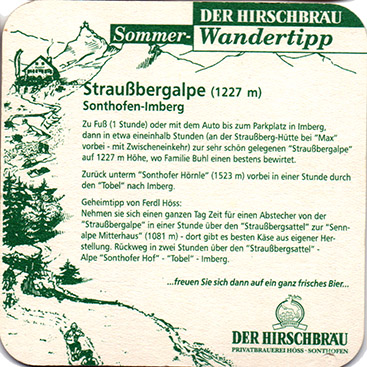 DER HIRSCHBRÄU
Sommer-Wandertipp
Straußbergalpe (1227 m)
Sonthofen-Imberg
Zu Fuß (1 Stunde) oder mit dem Auto bis zum Parkplatz in Imberg,
dann in etwa eineinhalb Stunden (an der Straußberg-Hütte bei "Max"
vorbei - mit Zwischeneinkehr) zur sehr schön gelegenen "Straußbergalpe"
auf 1227 m Höhe, wo Familie Buhl einen bestens bewirtet.
Zurück unterm "Sonthofer Hörnle" (1523 m) vorbei in einer Stunde durch
den "Tobel" nach Imberg.
Geheimtipp von Ferdl Höss:
Nehmen sie sich einen ganzen Tag Zeit für einen Abstecher von der
"Straußbergalpe" in einer Stunde über den "Straußbergsattel" zur "Senn-
alpe Mitterhaus" (1081 m) - dort gibt es besten Käse aus eigener Her-
stellung. Rückweg in zwei Stunden über den "Straußbergsattel" -
Alpe "Sonthofer Hof" - "Tobel" - Imberg.
...freuen Sie sich dann auf ein ganz frisches Bier...
DER HIRSCHBRÄU
PRIVATBRAUEREI HÖSS · SONTHOFEN